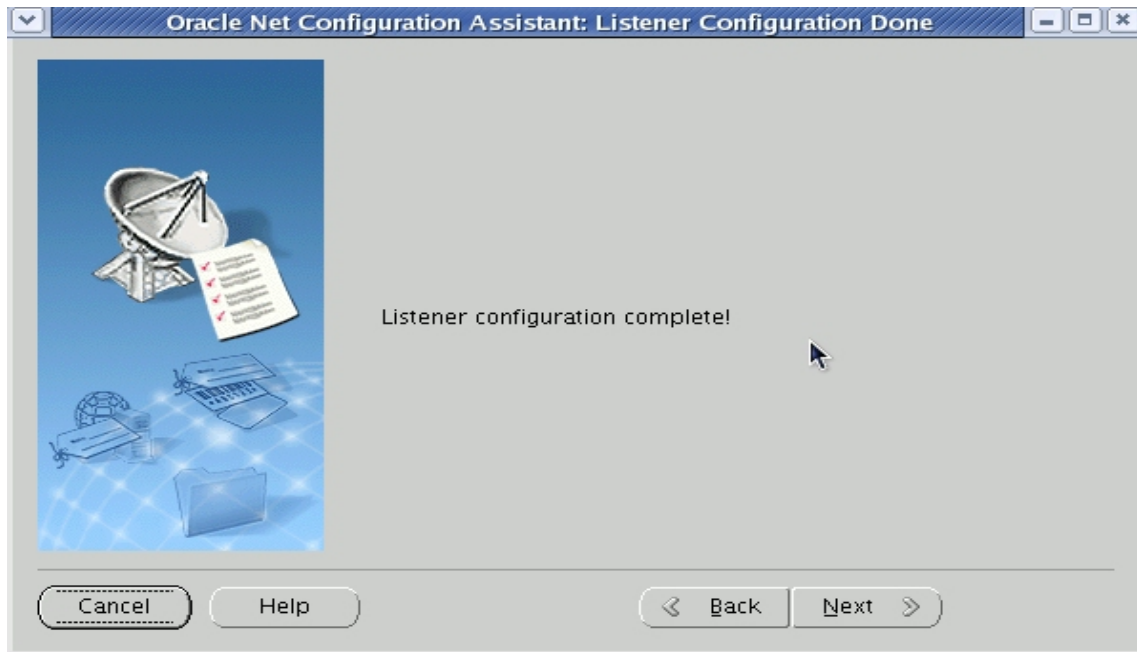 Oracle Net Configuration Assistant: Listener Configuration Done
Listener configuration complete!
Cancel
Help
Back
Next